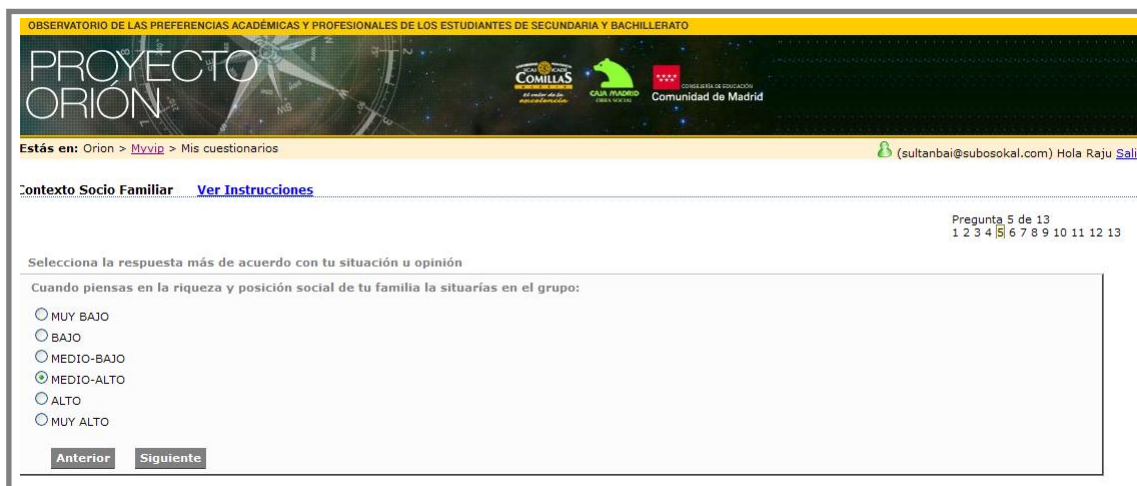 OBSERVATORIO DE LAS PREFERENCIAS ACADÉMICAS Y PROFESIONALES DE LOS ESTUDIANTES DE SECUNDARIA Y BACHILLERATO
PROYECTO
ORIÓN
COMILLAS
CAJA MADRID
OBRA SOCIAL
CONSEJERÍA DE EDUCACIÓN
Comunidad de Madrid
Estás en: Orion > Myvip > Mis cuestionarios
(sultanbai@subosokal.com) Hola Raju Sali
Contexto Socio Familiar Ver Instrucciones
Pregunta 5 de 13
1 2 3 4 5 6 7 8 9 10 11 12 13
Selecciona la respuesta más de acuerdo con tu situación u opinión
Cuando piensas en la riqueza y posición social de tu familia la situarías en el grupo:
MUY BAJO
BAJO
MEDIO-BAJO
MEDIO-ALTO
ALTO
MUY ALTO
Anterior Siguiente